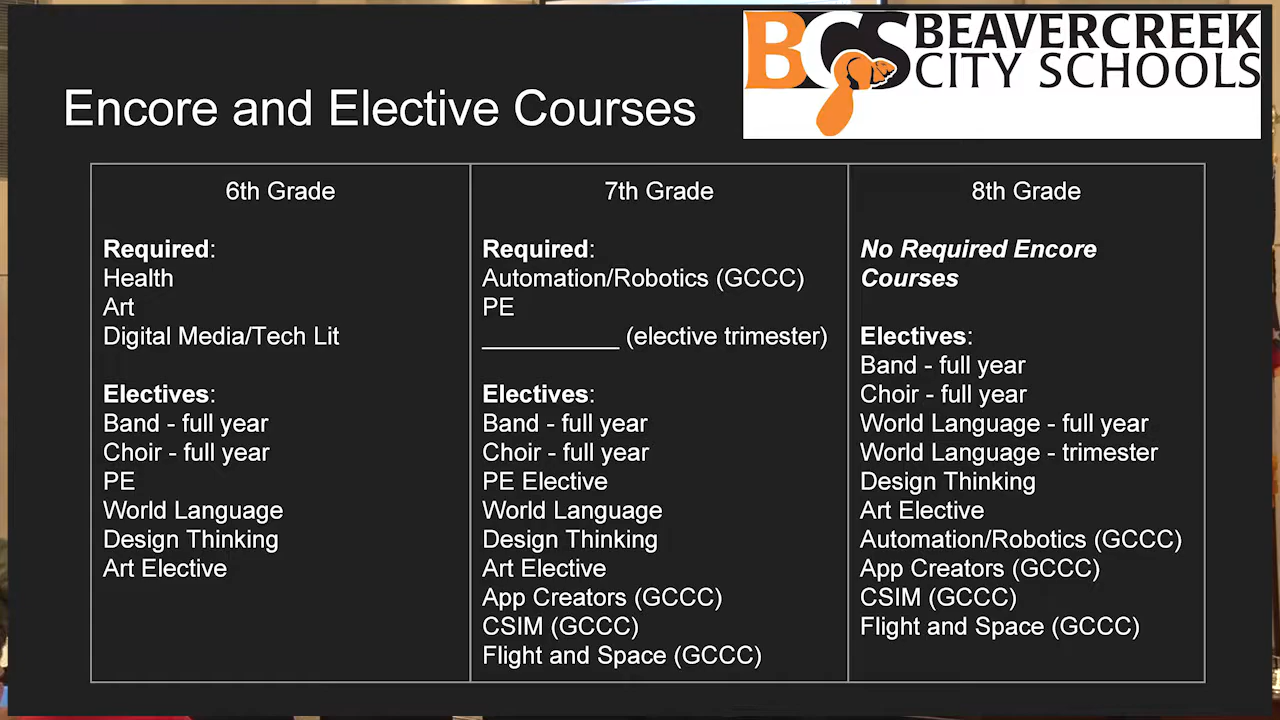 BCS BEAVERCREEK
CITY SCHOOLS
Encore and Elective Courses
6th Grade
Required:
Health
Art
Digital Media/Tech Lit
Electives:
Band - full year
Choir - full year
PE
World Language
Design Thinking
Art Elective
7th Grade
Required:
Automation/Robotics (GCCC)
PE
__________ (elective trimester)
Electives:
Band - full year
Choir - full year
PE Elective
World Language
Design Thinking
Art Elective
App Creators (GCCC)
CSIM (GCCC)
Flight and Space (GCCC)
8th Grade
No Required Encore
Courses
Electives:
Band - full year
Choir - full year
World Language - full year
World Language - trimester
Design Thinking
Art Elective
Automation/Robotics (GCCC)
App Creators (GCCC)
CSIM (GCCC)
Flight and Space (GCCC)